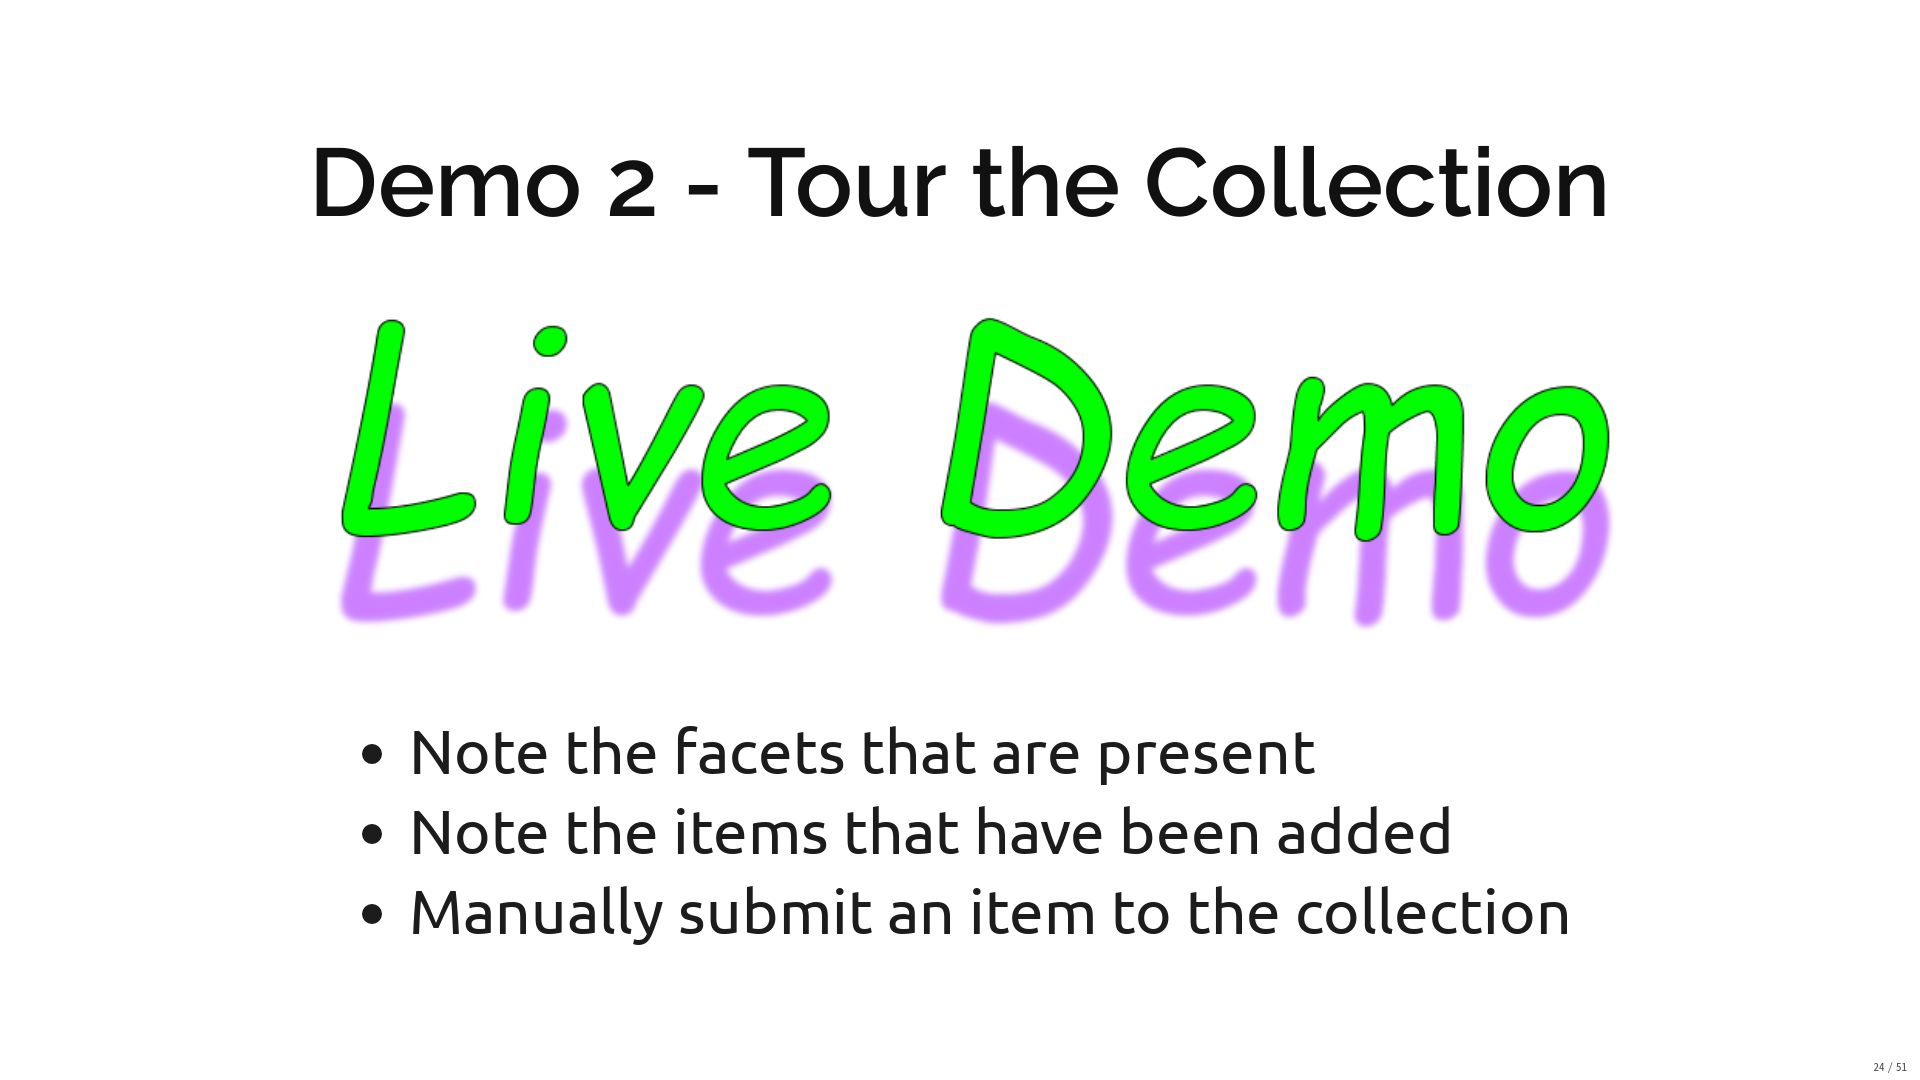 Demo 2 - Tour the Collection
Live Demo
• Note the facets that are present
• Note the items that have been added
• Manually submit an item to the collection
24 / 51